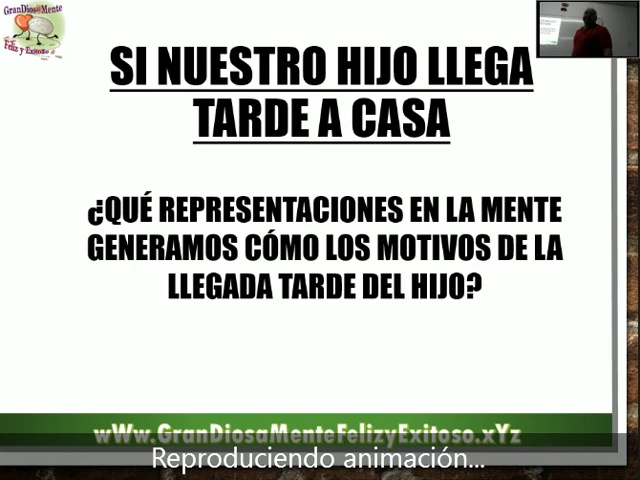 GranDiosaMente
Feliz y Exitoso
SI NUESTRO HIJO LLEGA
TARDE A CASA
¿QUÉ REPRESENTACIONES EN LA MENTE
GENERAMOS CÓMO LOS MOTIVOS DE LA
LLEGADA TARDE DEL HIJO?
wWw.GranDiosaMenteFelizyExitoso.xYz
Reproduciendo animación...